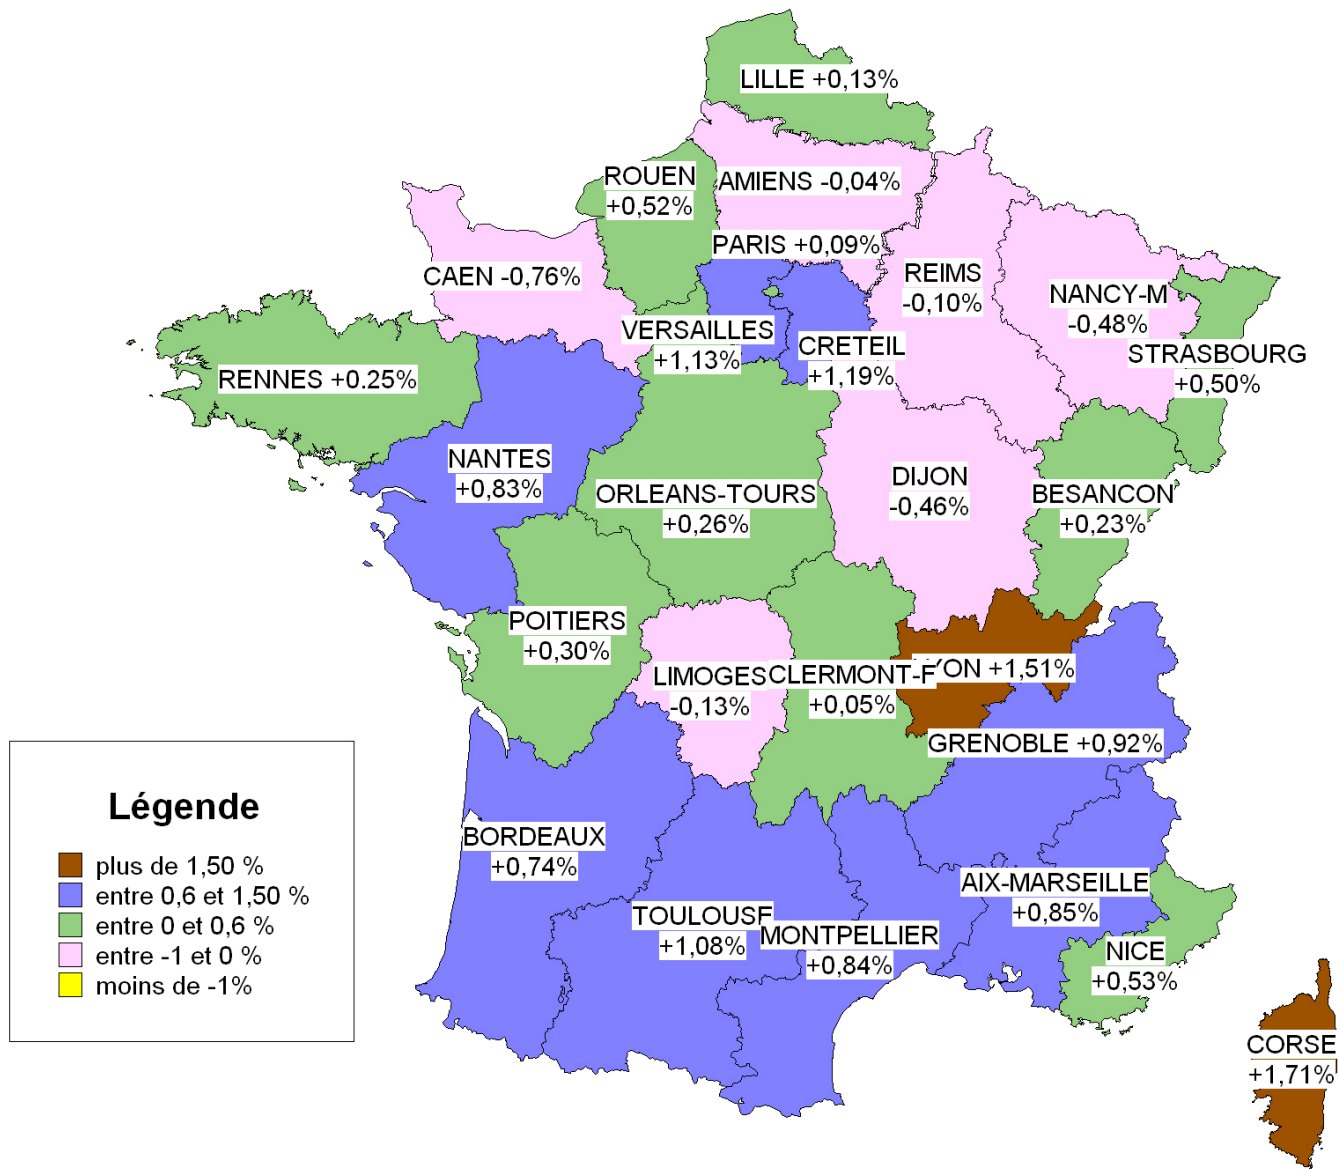 LILLE +0,13%
ROUEN
+0,52%
AMIENS -0,04%
PARIS +0,09%
CAEN -0,76%
REIMS
-0,10%
NANCY-M
-0,48%
VERSAILLES
+1,13%
CRETEIL
+1,19%
STRASBOURG
+0,50%
RENNES +0.25%
NANTES
+0,83%
ORLEANS-TOURS
+0,26%
DIJON
-0,46%
BESANCON
+0,23%
POITIERS
+0,30%
LIMOGES
-0,13%
CLERMONT-F
+0,05%
YON +1,51%
GRENOBLE +0,92%
BORDEAUX
+0,74%
TOULOUSE
+1,08%
MONTPELLIER
+0,84%
AIX-MARSEILLE
+0,85%
NICE
+0,53%
CORSE
+1,71%
Légende
plus de 1,50 %
entre 0,6 et 1,50 %
entre 0 et 0,6 %
entre -1 et 0 %
moins de -1%